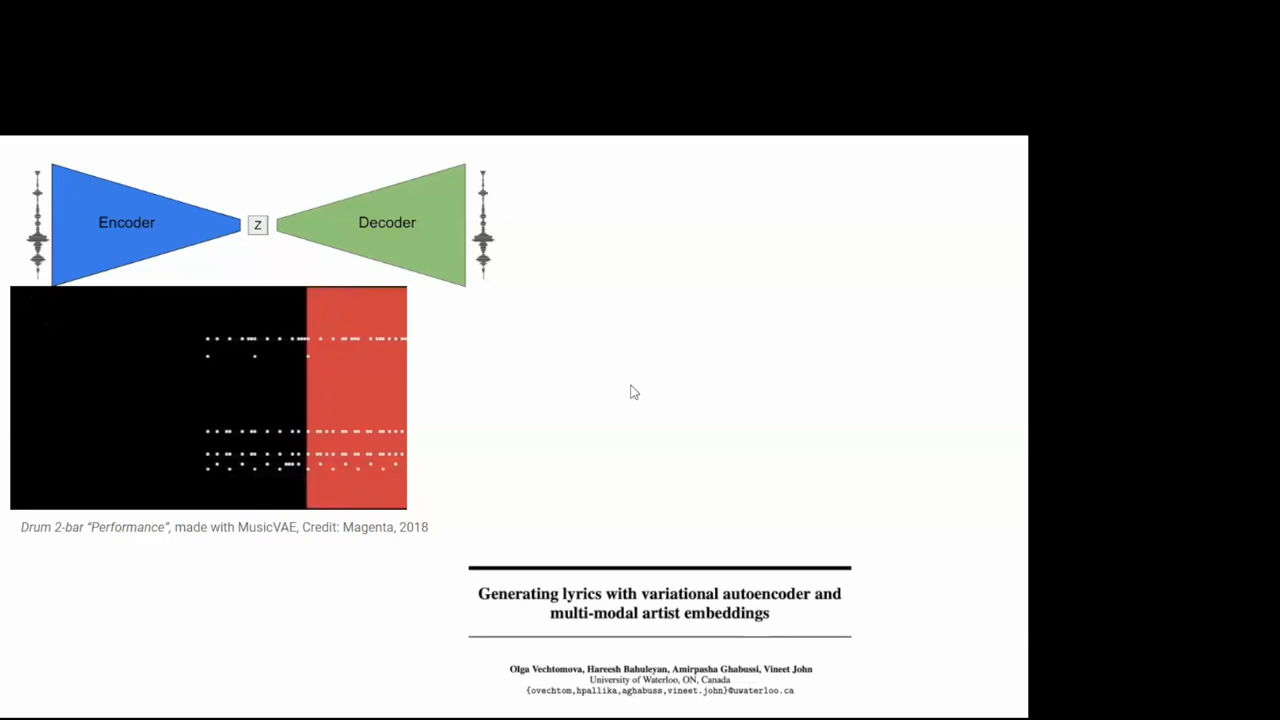 Encoder
Z
Decoder
Drum 2-bar “Performance”, made with MusicVAE, Credit: Magenta, 2018
Generating lyrics with variational autoencoder and
multi-modal artist embeddings
Olga Vechtomova, Hareesh Bahuleyan, Amirpasha Ghabussi, Vineet John
University of Waterloo, ON, Canada
{ovechtom,hpallika,aghabuss,vineet.john}@uwaterloo.ca